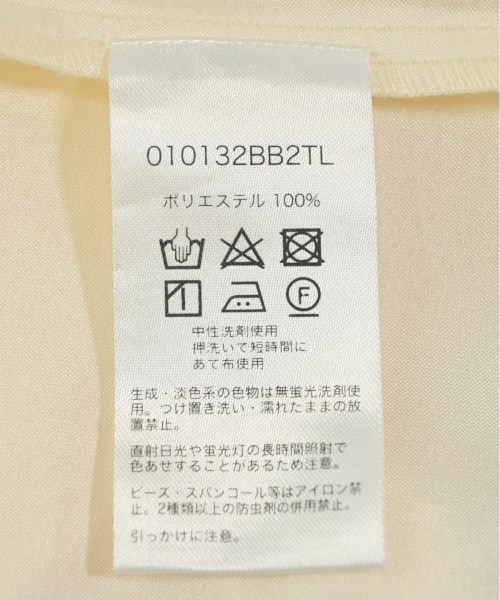 010132BB2TL
ポリエステル 100%
F
中性洗剤使用
押洗いで短時間に
あて布使用
生成・淡色系の色物は無蛍光洗剤使
用。つけ置き洗い・濡れたままの放
置禁止。
直射日光や蛍光灯の長時間照射で
色あせすることがあるため注意。
ビーズ・スパンコール等はアイロン禁
止。2種類以上の防虫剤の併用禁止。
引っかけに注意。